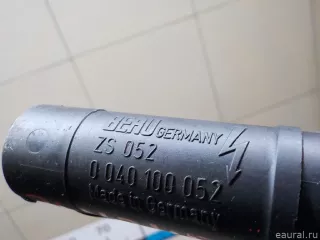 BERU GERMANY
ZS 052
0 040 100 052
Made in Germany
© eaural.ru